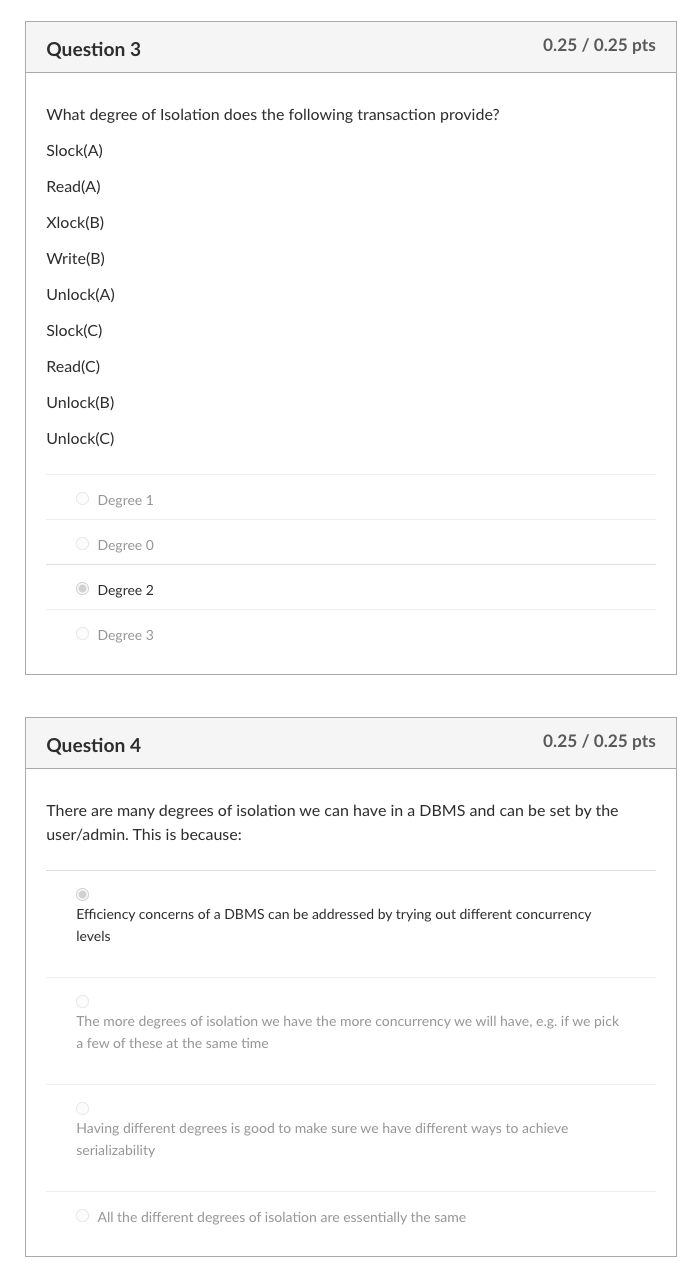 Question 3
0.25 / 0.25 pts
What degree of Isolation does the following transaction provide?
Slock(A)
Read(A)
Xlock(B)
Write(B)
Unlock(A)
Slock(C)
Read(C)
Unlock(B)
Unlock(C)
Degree 1
Degree 0
Degree 2
Degree 3
Question 4
0.25 / 0.25 pts
There are many degrees of isolation we can have in a DBMS and can be set by the
user/admin. This is because:
Efficiency concerns of a DBMS can be addressed by trying out different concurrency
levels
The more degrees of isolation we have the more concurrency we will have, e.g. if we pick
a few of these at the same time
Having different degrees is good to make sure we have different ways to achieve
serializability
All the different degrees of isolation are essentially the same